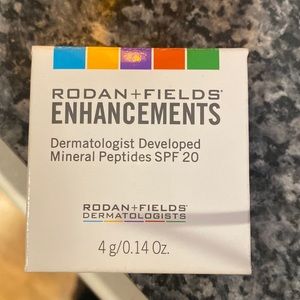 RODAN+FIELDS®
ENHANCEMENTS
Dermatologist Developed
Mineral Peptides SPF 20
RODAN+FIELDS®
DERMATOLOGISTS
4 g/0.14 Oz.